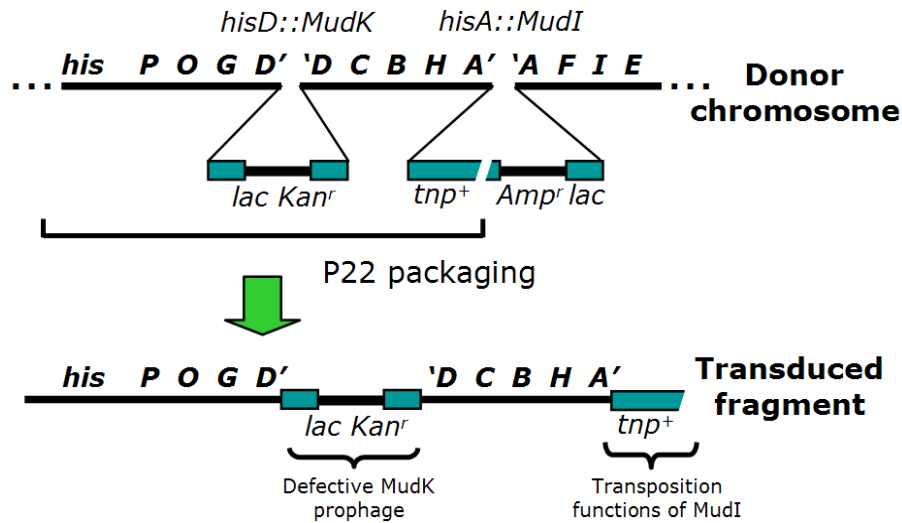 hisD::MudK hisA::MudI
... his P O G D’ ‘D C B H A’ ‘A F I E ...
Donor
chromosome
lac Kanʳ
tnp⁺ Ampʳ lac
P22 packaging
his P O G D’ ‘D C B H A’
Transduced
fragment
lac Kanʳ
tnp⁺
Defective MudK
prophage
Transposition
functions of MudI